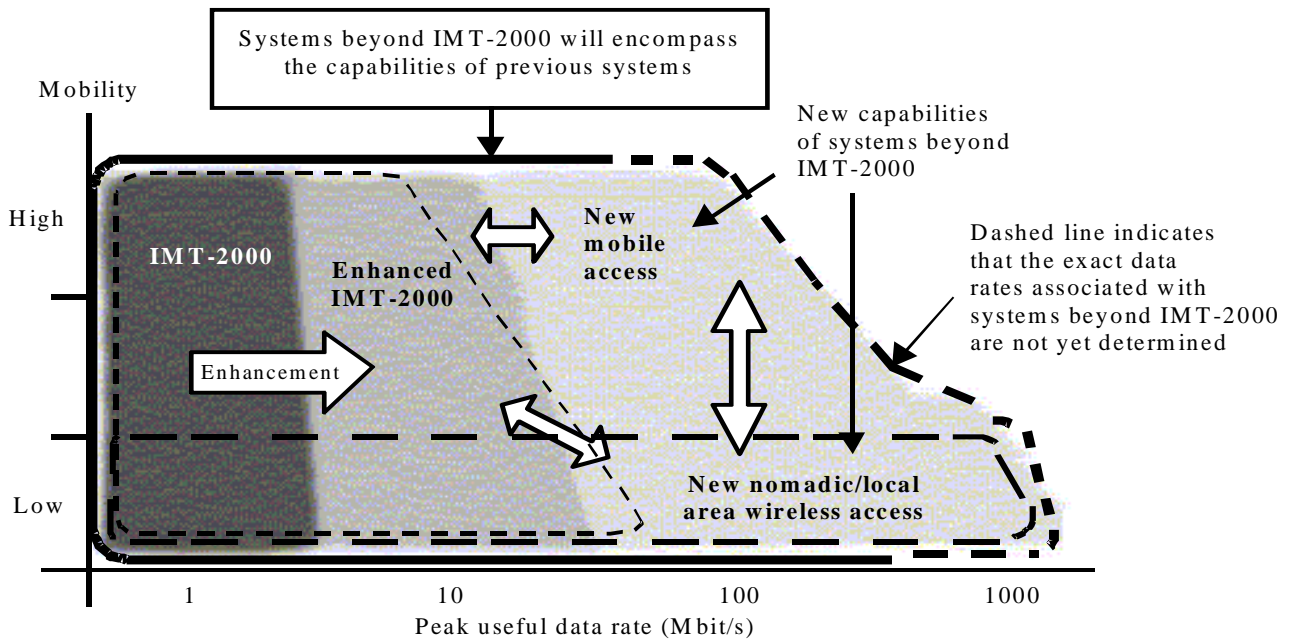 Systems beyond IMT-2000 will encompass
the capabilities of previous systems
Mobility
New capabilities
of systems beyond
IMT-2000
High
New
mobile
access
Dashed line indicates
that the exact data
rates associated with
systems beyond IMT-2000
are not yet determined
IMT-2000
Enhanced
IMT-2000
Enhancement
Low
New nomadic/local
area wireless access
1
10
100
1000
Peak useful data rate (Mbit/s)